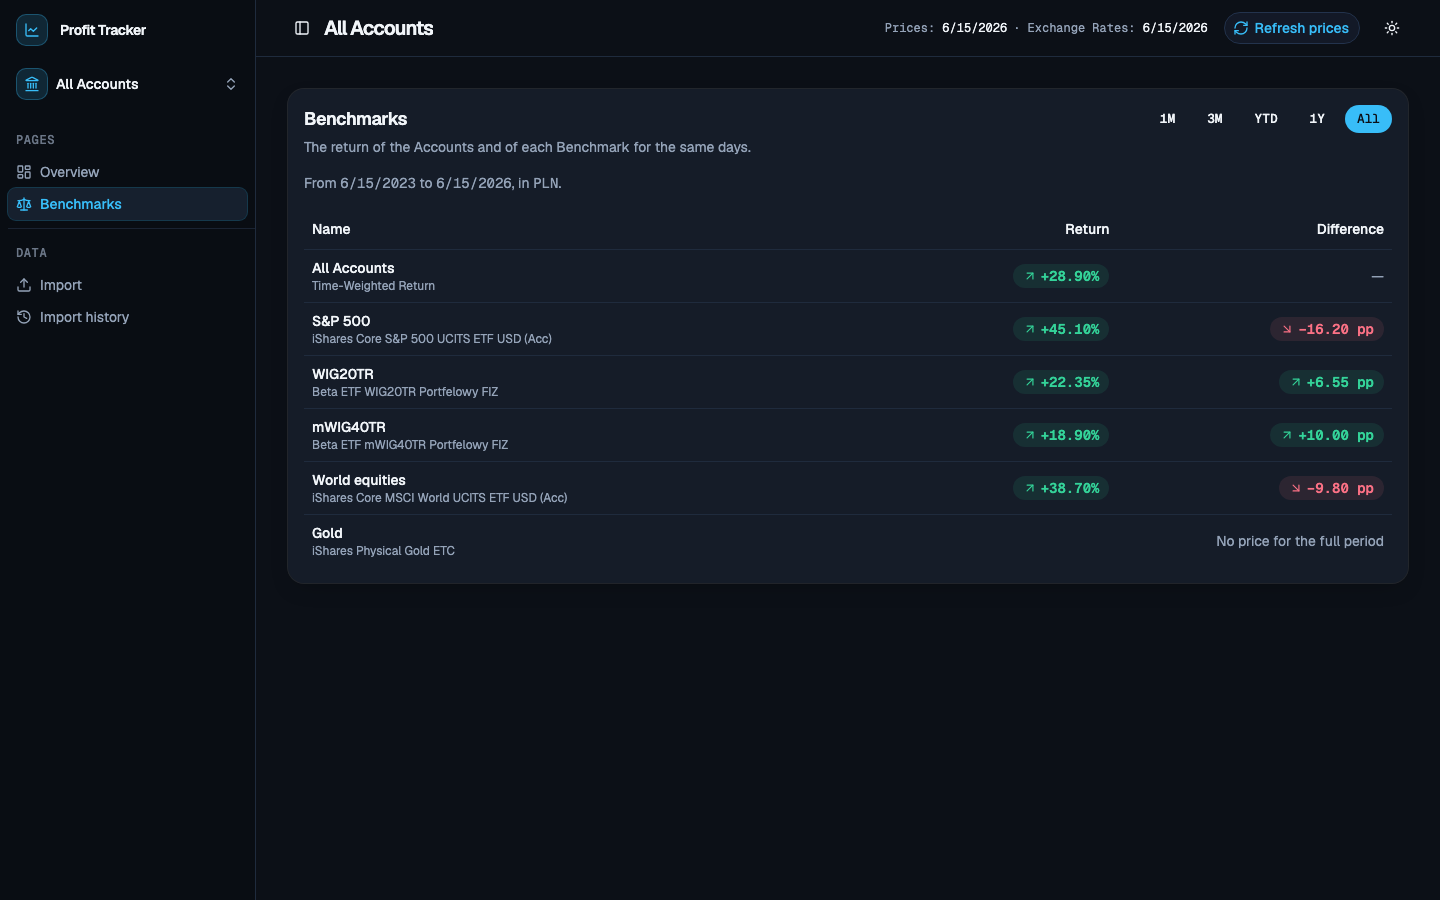 Profit Tracker
All Accounts
PAGES
Overview
Benchmarks
DATA
Import
Import history
All Accounts
Prices: 6/15/2026 · Exchange Rates: 6/15/2026
Refresh prices
Benchmarks
1M 3M YTD 1Y All
The return of the Accounts and of each Benchmark for the same days.
From 6/15/2023 to 6/15/2026, in PLN.
Name Return Difference
All Accounts
Time-Weighted Return
+28.90% —
S&P 500
iShares Core S&P 500 UCITS ETF USD (Acc)
+45.10% −16.20 pp
WIG20TR
Beta ETF WIG20TR Portfelowy FIZ
+22.35% +6.55 pp
mWIG40TR
Beta ETF mWIG40TR Portfelowy FIZ
+18.90% +10.00 pp
World equities
iShares Core MSCI World UCITS ETF USD (Acc)
+38.70% −9.80 pp
Gold
iShares Physical Gold ETC
No price for the full period